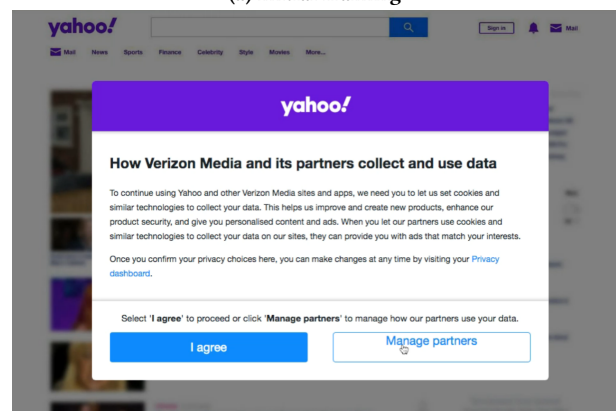 yahoo!
Sign in
Mail
Mail News Sports Finance Celebrity Style Movies More...
yahoo!
How Verizon Media and its partners collect and use data
To continue using Yahoo and other Verizon Media sites and apps, we need you to let us set cookies and
similar technologies to collect your data. This helps us improve and create new products, enhance our
product security, and give you personalised content and ads. When you let our partners use cookies and
similar technologies to collect your data on our sites, they can provide you with ads that match your interests.
Once you confirm your privacy choices here, you can make changes at any time by visiting your Privacy
dashboard.
Select 'I agree' to proceed or click 'Manage partners' to manage how our partners use your data.
I agree
Manage partners